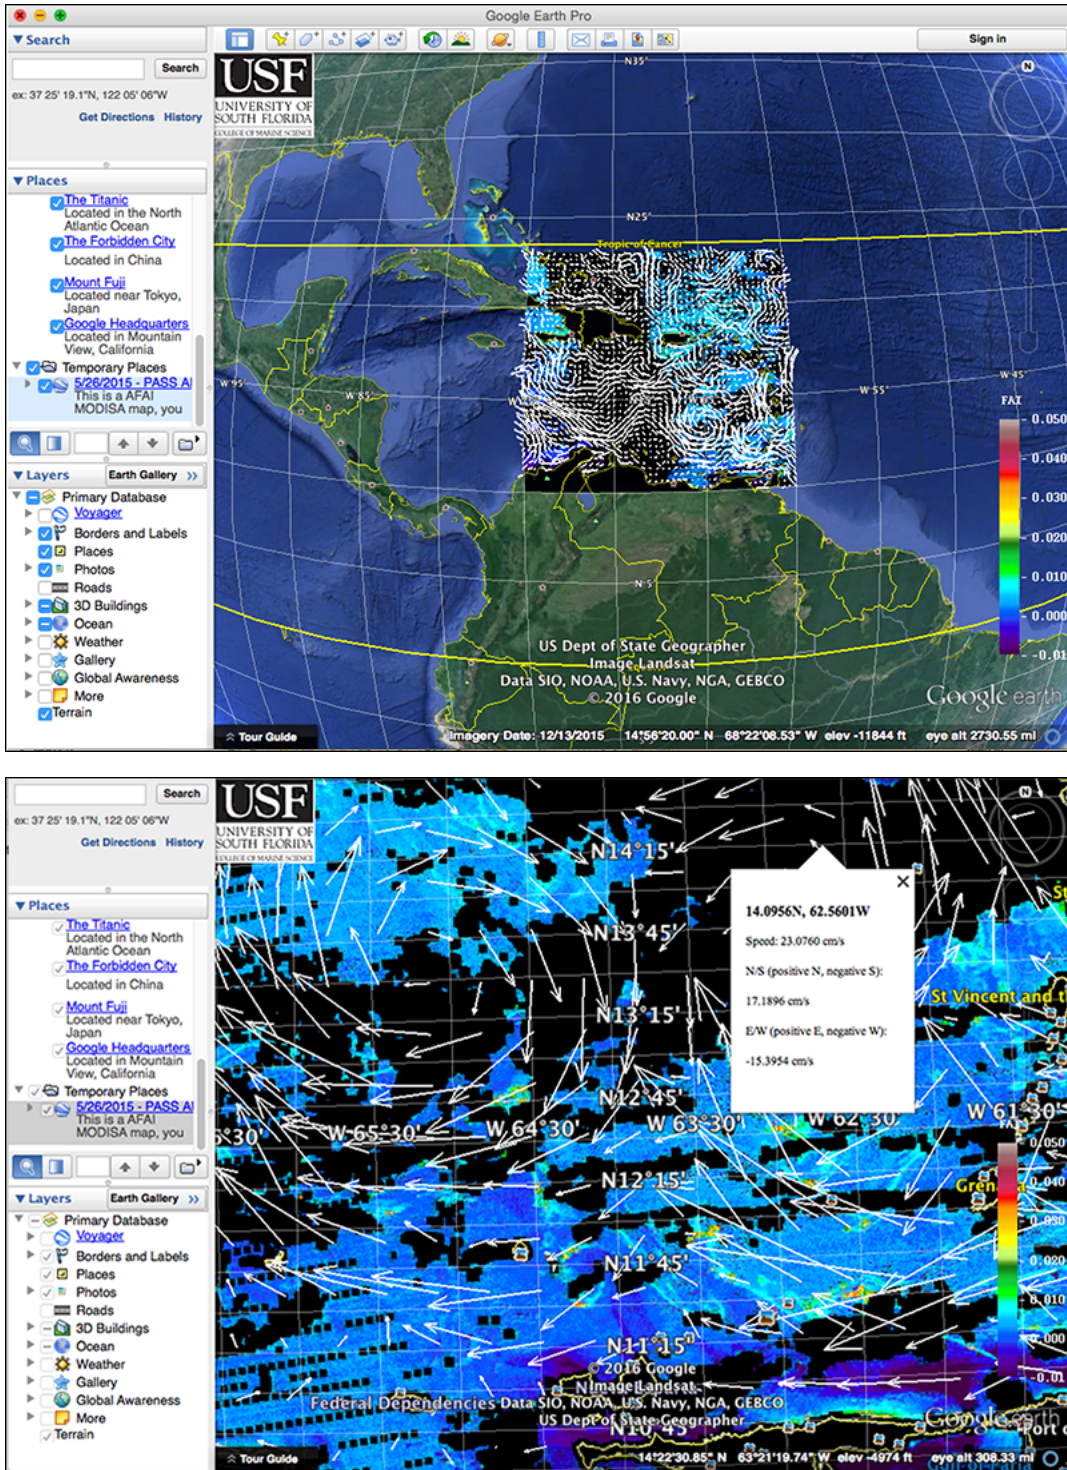 Google Earth Pro
Search
Search
ex: 37 25' 19.1"N, 122 05' 06"W
Get Directions History
Places
The Titanic
Located in the North
Atlantic Ocean
The Forbidden City
Located in China
Mount Fuji
Located near Tokyo,
Japan
Google Headquarters
Located in Mountain
View, California
Temporary Places
5/26/2015 - PASS A
This is a AFAI
MODISA map, you
Layers
Earth Gallery >>
Primary Database
Voyager
Borders and Labels
Places
Photos
Roads
3D Buildings
Ocean
Weather
Gallery
Global Awareness
More
Terrain
Sign in
USF
UNIVERSITY OF
SOUTH FLORIDA
COLLEGE OF MARINE SCIENCE
N
N35°
N25°
Tropic of Cancer
W 95°
W 85°
W 55°
W 45°
N 5°
FAI
0.050
0.040
0.030
0.020
0.010
0.000
-0.01
US Dept of State Geographer
Image Landsat
Data SIO, NOAA, U.S. Navy, NGA, GEBCO
© 2016 Google
Google earth
Tour Guide
Imagery Date: 12/13/2015 14°56'20.00" N 68°22'08.53" W elev -11844 ft eye alt 2730.55 mi
Search
ex: 37 25' 19.1"N, 122 05' 06"W
Get Directions History
Places
The Titanic
Located in the North
Atlantic Ocean
The Forbidden City
Located in China
Mount Fuji
Located near Tokyo,
Japan
Google Headquarters
Located in Mountain
View, California
Temporary Places
5/26/2015 - PASS A
This is a AFAI
MODISA map, you
Layers
Earth Gallery >>
Primary Database
Voyager
Borders and Labels
Places
Photos
Roads
3D Buildings
Ocean
Weather
Gallery
Global Awareness
More
Terrain
USF
UNIVERSITY OF
SOUTH FLORIDA
COLLEGE OF MARINE SCIENCE
N
N14°15'
N13°45'
N13°15'
N12°45'
5°30' W 65°30' W 64°30' W 63°30' W 62°30' W 61°30'
N12°15'
N11°45'
N11°15'
N10°45'
14.0956N, 62.5601W
Speed: 23.0760 cm/s
N/S (positive N, negative S):
17.1896 cm/s
E/W (positive E, negative W):
-15.3954 cm/s
St
St Vincent and th
Grenada
0.050
0.040
0.030
0.020
0.010
0.000
-0.01
© 2016 Google
Image Landsat
Federal Dependencies Data SIO, NOAA, U.S. Navy, NGA, GEBCO
US Dept of State Geographer
Google earth
Port o
Gulf of Paria
Tour Guide
14°22'30.85" N 63°21'19.74" W elev -4974 ft eye alt 308.33 mi